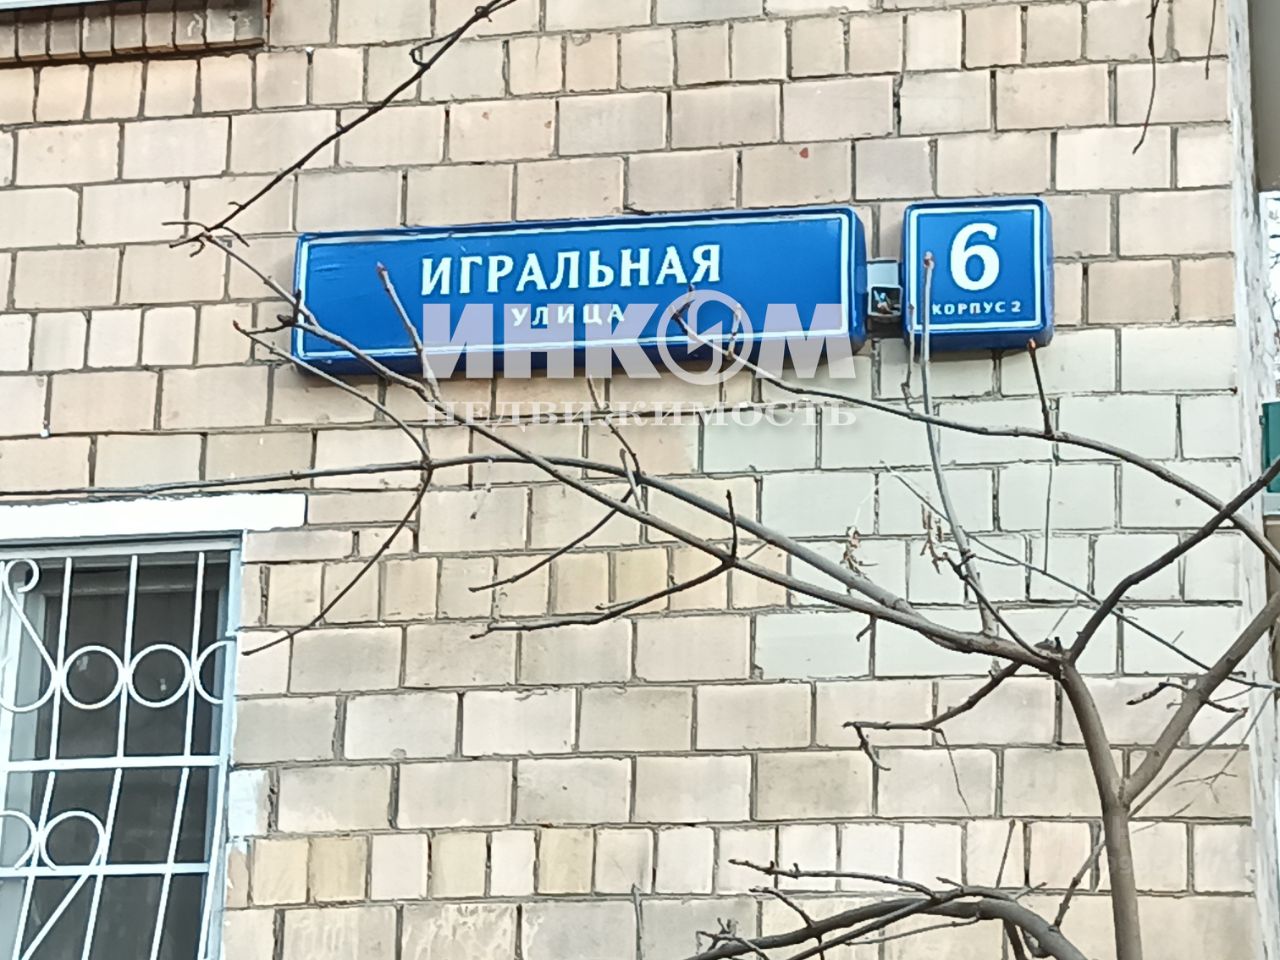 ИГРАЛЬНАЯ
УЛИЦА
6
КОРПУС 2
ИНКОМ
НЕДВИЖИМОСТЬ